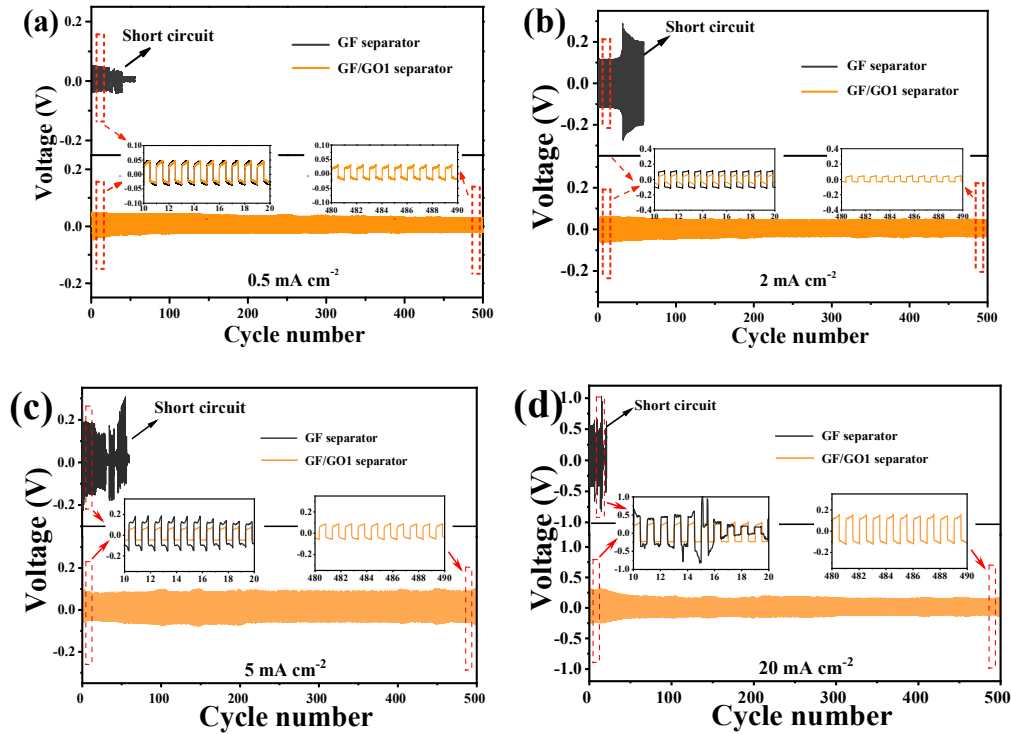 (a)
Short circuit
GF separator
GF/GO1 separator
Voltage (V)
0.2
0.0
-0.2
0.2
0.0
-0.2
0.10
0.05
0.00
-0.05
-0.10
10 12 14 16 18 20
0.10
0.05
0.00
-0.05
-0.10
480 482 484 486 488 490
0.5 mA cm⁻²
0 100 200 300 400 500
Cycle number
(b)
Short circuit
GF separator
GF/GO1 separator
Voltage (V)
0.2
0.0
-0.2
0.2
0.0
-0.2
0.4
0.2
0.0
-0.2
-0.4
10 12 14 16 18 20
0.4
0.2
0.0
-0.2
-0.4
480 482 484 486 488 490
2 mA cm⁻²
0 100 200 300 400 500
Cycle number
(c)
Short circuit
GF separator
GF/GO1 separator
Voltage (V)
0.2
0.0
-0.2
0.2
0.0
-0.2
0.2
0.0
-0.2
10 12 14 16 18 20
0.2
0.0
-0.2
480 482 484 486 488 490
5 mA cm⁻²
0 100 200 300 400 500
Cycle number
(d)
Short circuit
GF separator
GF/GO1 separator
Voltage (V)
1.0
0.5
0.0
-0.5
-1.0
1.0
0.5
0.0
-0.5
-1.0
1.0
0.5
0.0
-0.5
-1.0
10 12 14 16 18 20
0.2
0.0
-0.2
480 482 484 486 488 490
20 mA cm⁻²
0 100 200 300 400 500
Cycle number